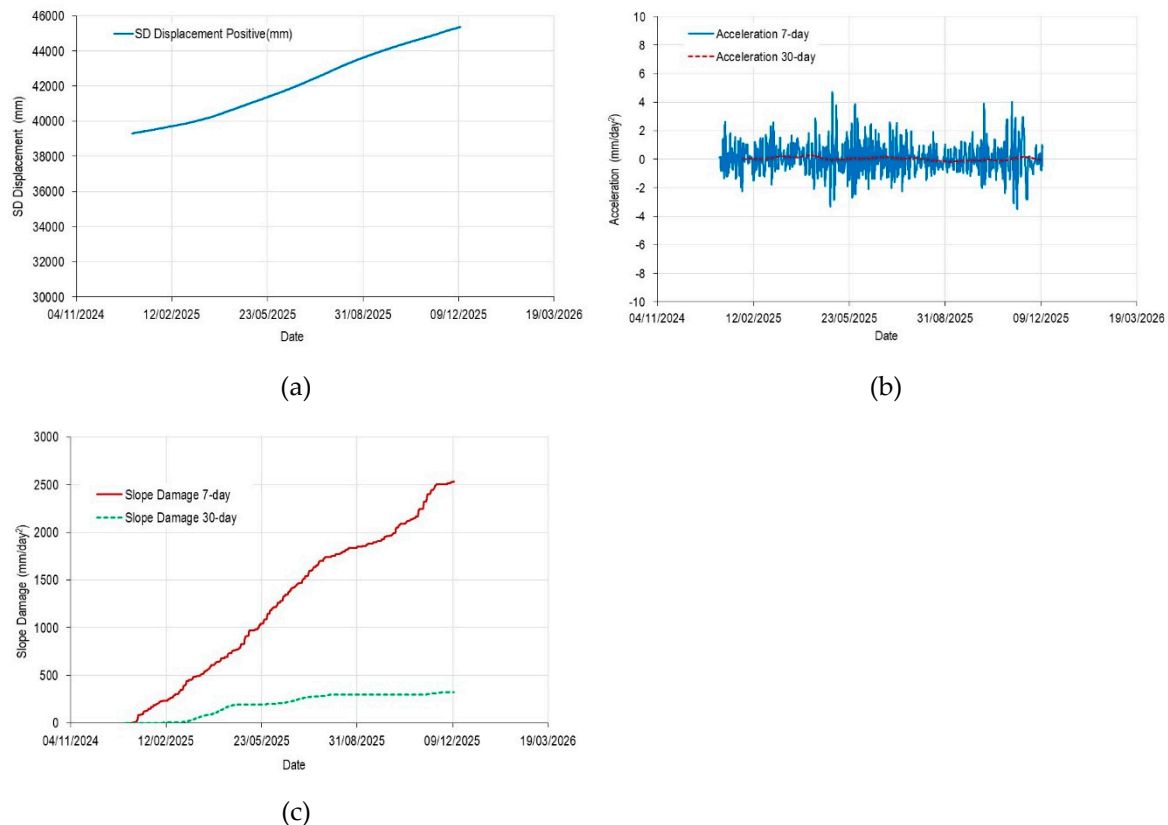 46000
44000
42000
40000
38000
36000
34000
32000
30000
SD Displacement (mm)
SD Displacement Positive(mm)
04/11/2024 12/02/2025 23/05/2025 31/08/2025 09/12/2025 19/03/2026
Date
(a)
10
8
6
4
2
0
-2
-4
-6
-8
-10
Acceleration (mm/day²)
Acceleration 7-day
Acceleration 30-day
04/11/2024 12/02/2025 23/05/2025 31/08/2025 09/12/2025 19/03/2026
Date
(b)
3000
2500
2000
1500
1000
500
0
Slope Damage (mm/day²)
Slope Damage 7-day
Slope Damage 30-day
04/11/2024 12/02/2025 23/05/2025 31/08/2025 09/12/2025 19/03/2026
Date
(c)